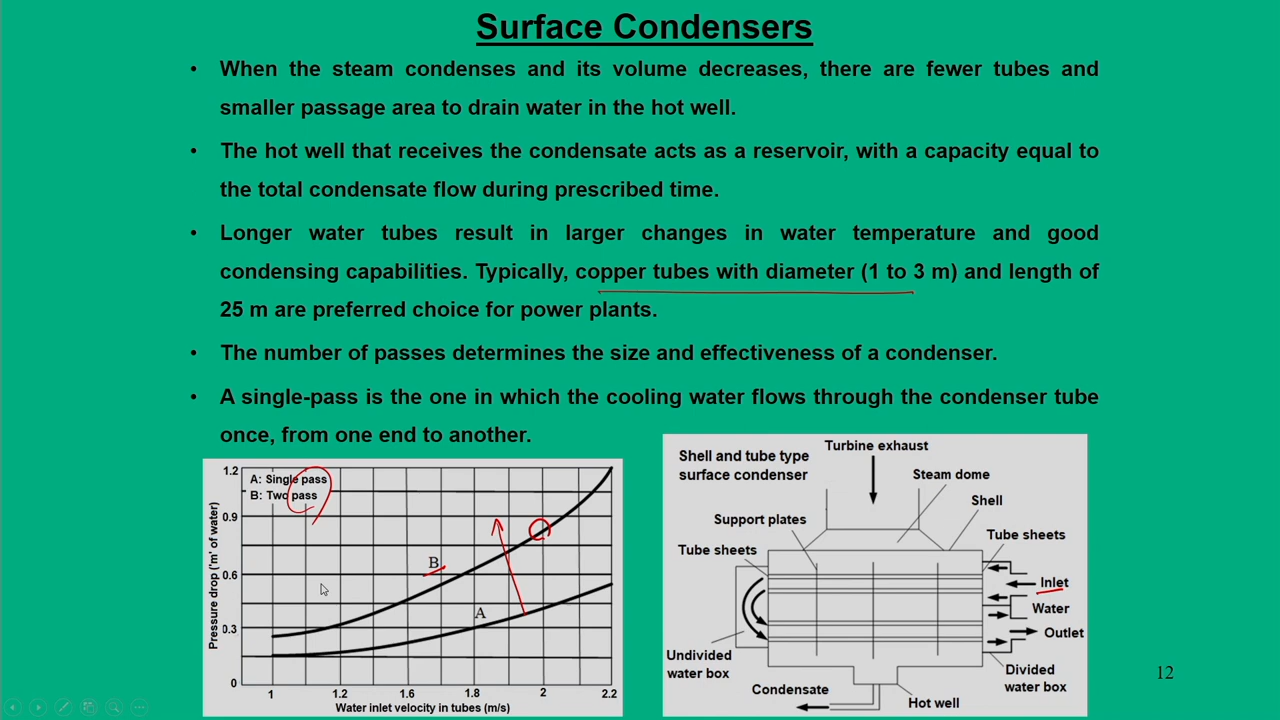 Surface Condensers
• When the steam condenses and its volume decreases, there are fewer tubes and
smaller passage area to drain water in the hot well.
• The hot well that receives the condensate acts as a reservoir, with a capacity equal to
the total condensate flow during prescribed time.
• Longer water tubes result in larger changes in water temperature and good
condensing capabilities. Typically, copper tubes with diameter (1 to 3 m) and length of
25 m are preferred choice for power plants.
• The number of passes determines the size and effectiveness of a condenser.
• A single-pass is the one in which the cooling water flows through the condenser tube
once, from one end to another.
1.2
0.9
0.6
0.3
0
Pressure drop ('m' of water)
A: Single pass
B: Two pass
B
A
1 1.2 1.6 1.8 2 2.2
Water inlet velocity in tubes (m/s)
Shell and tube type
surface condenser
Turbine exhaust
Steam dome
Shell
Support plates
Tube sheets
Tube sheets
Inlet
Water
Outlet
Undivided
water box
Divided
water box
Condensate
Hot well
12